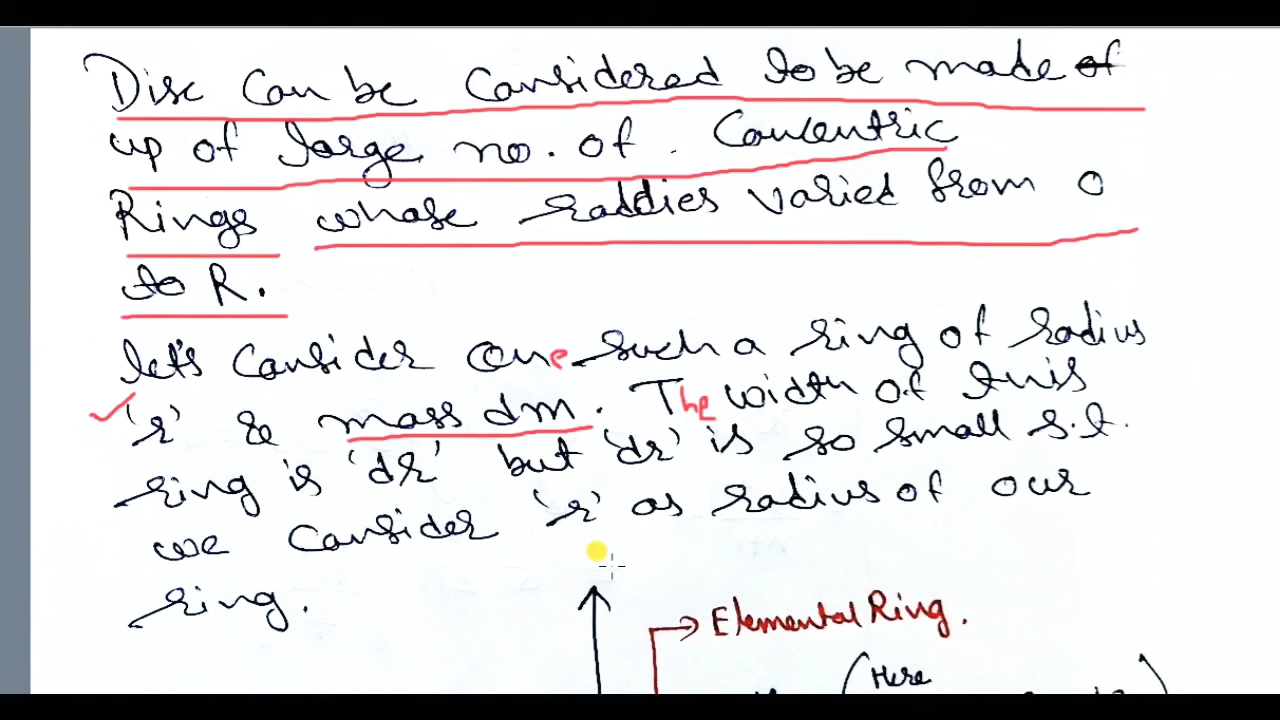 Disc Can be Considered to be made of
up of large no. of. Concentric
Rings whose raddies varied from 0
to R.
let's Consider One such a ring of radius
'r' & mass dm. The width of this
ring is 'dr' but 'dr' is so small s.t.
we Consider 'r' as radius of our
ring.
Elemental Ring.
(Here